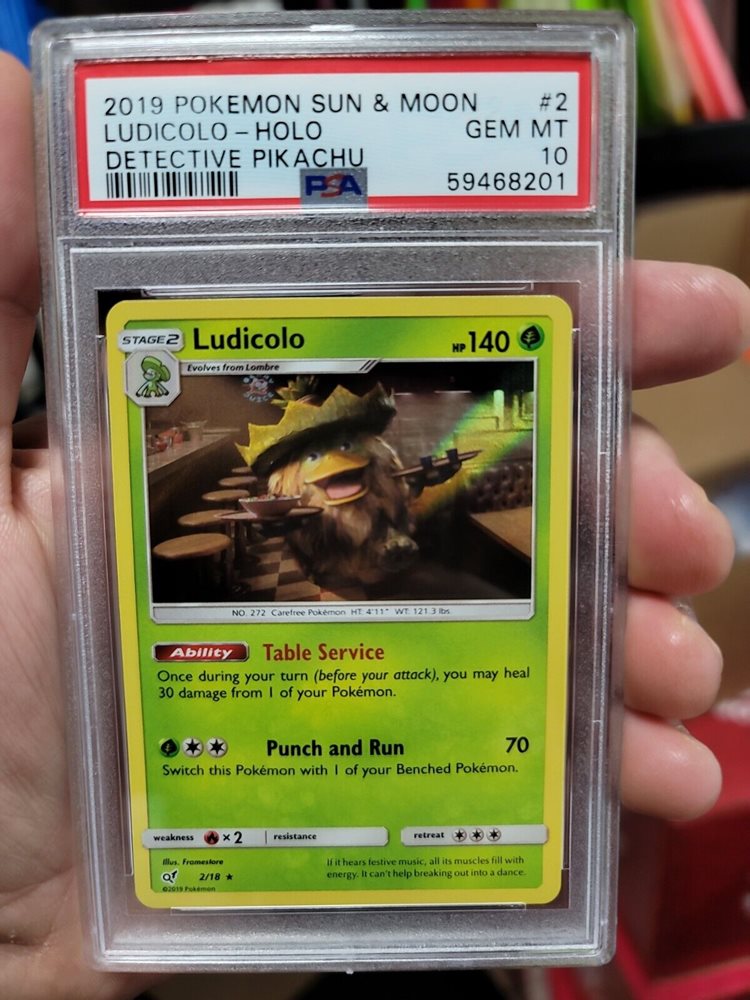 2019 POKEMON SUN & MOON #2
LUDICOLO - HOLO GEM MT
DETECTIVE PIKACHU 10
PSA 59468201
STAGE2 Ludicolo HP 140
Evolves from Lombre
NO. 272 Carefree Pokémon HT: 4'11" WT: 121.3 lbs.
Ability Table Service
Once during your turn (before your attack), you may heal
30 damage from 1 of your Pokémon.
Punch and Run 70
Switch this Pokémon with 1 of your Benched Pokémon.
weakness ×2 resistance retreat
Illus. Framestore
2/18 ★
©2019 Pokémon
If it hears festive music, all its muscles fill with
energy. It can't help breaking out into a dance.